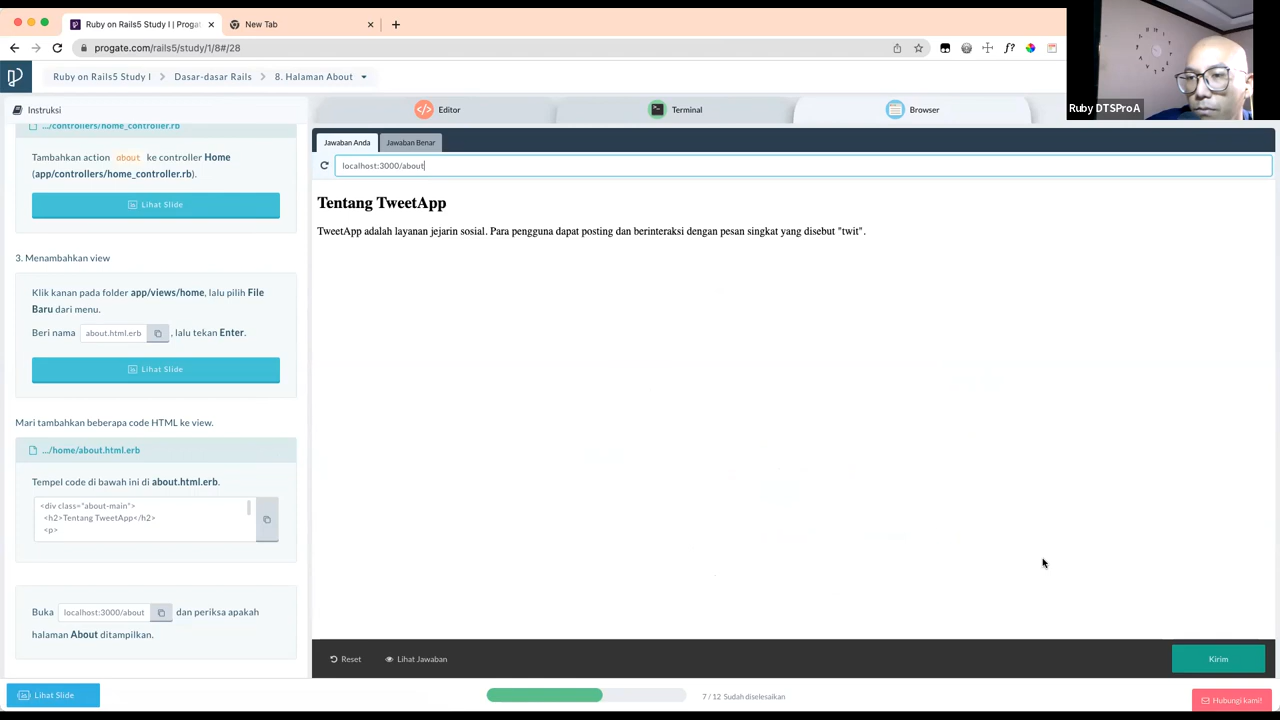 Ruby on Rails5 Study I | Progat
New Tab
progate.com/rails5/study/1/8#/28
Ruby on Rails5 Study I
Dasar-dasar Rails
8. Halaman About
Ruby DTSPro A
Instruksi
Editor
Terminal
Browser
.../controllers/home_controller.rb
Tambahkan action about ke controller Home
(app/controllers/home_controller.rb).
Lihat Slide
3. Menambahkan view
Klik kanan pada folder app/views/home, lalu pilih File
Baru dari menu.
Beri nama about.html.erb , lalu tekan Enter.
Lihat Slide
Mari tambahkan beberapa code HTML ke view.
.../home/about.html.erb
Tempel code di bawah ini di about.html.erb.
<div class="about-main">
<h2>Tentang TweetApp</h2>
<p>
Buka localhost:3000/about dan periksa apakah
halaman About ditampilkan.
Jawaban Anda
Jawaban Benar
localhost:3000/about
Tentang TweetApp
TweetApp adalah layanan jejarin sosial. Para pengguna dapat posting dan berinteraksi dengan pesan singkat yang disebut "twit".
Reset
Lihat Jawaban
Kirim
Lihat Slide
7 / 12 Sudah diselesaikan
Hubungi kami!